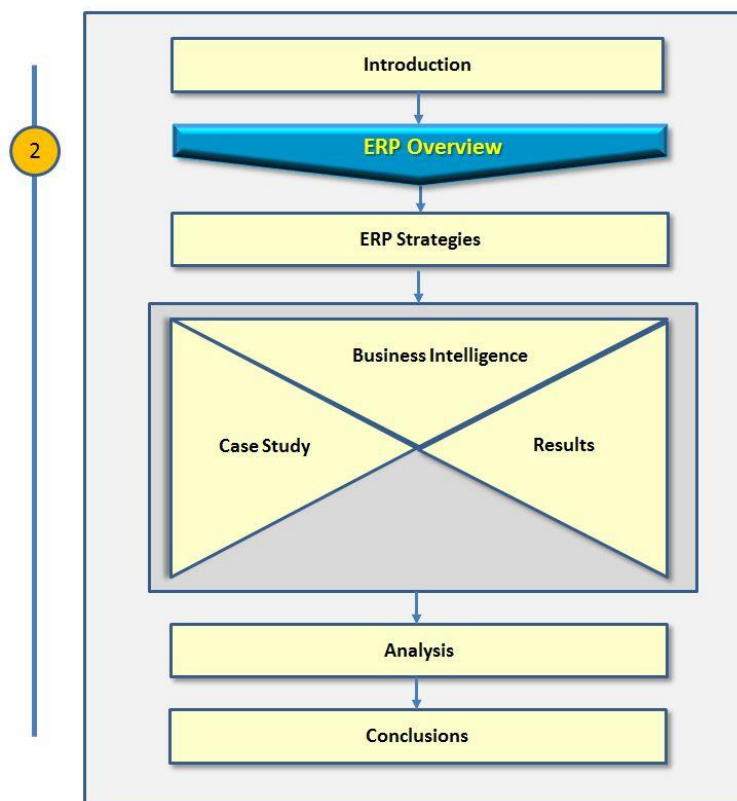 Introduction
2
ERP Overview
ERP Strategies
Business Intelligence
Case Study
Results
Analysis
Conclusions